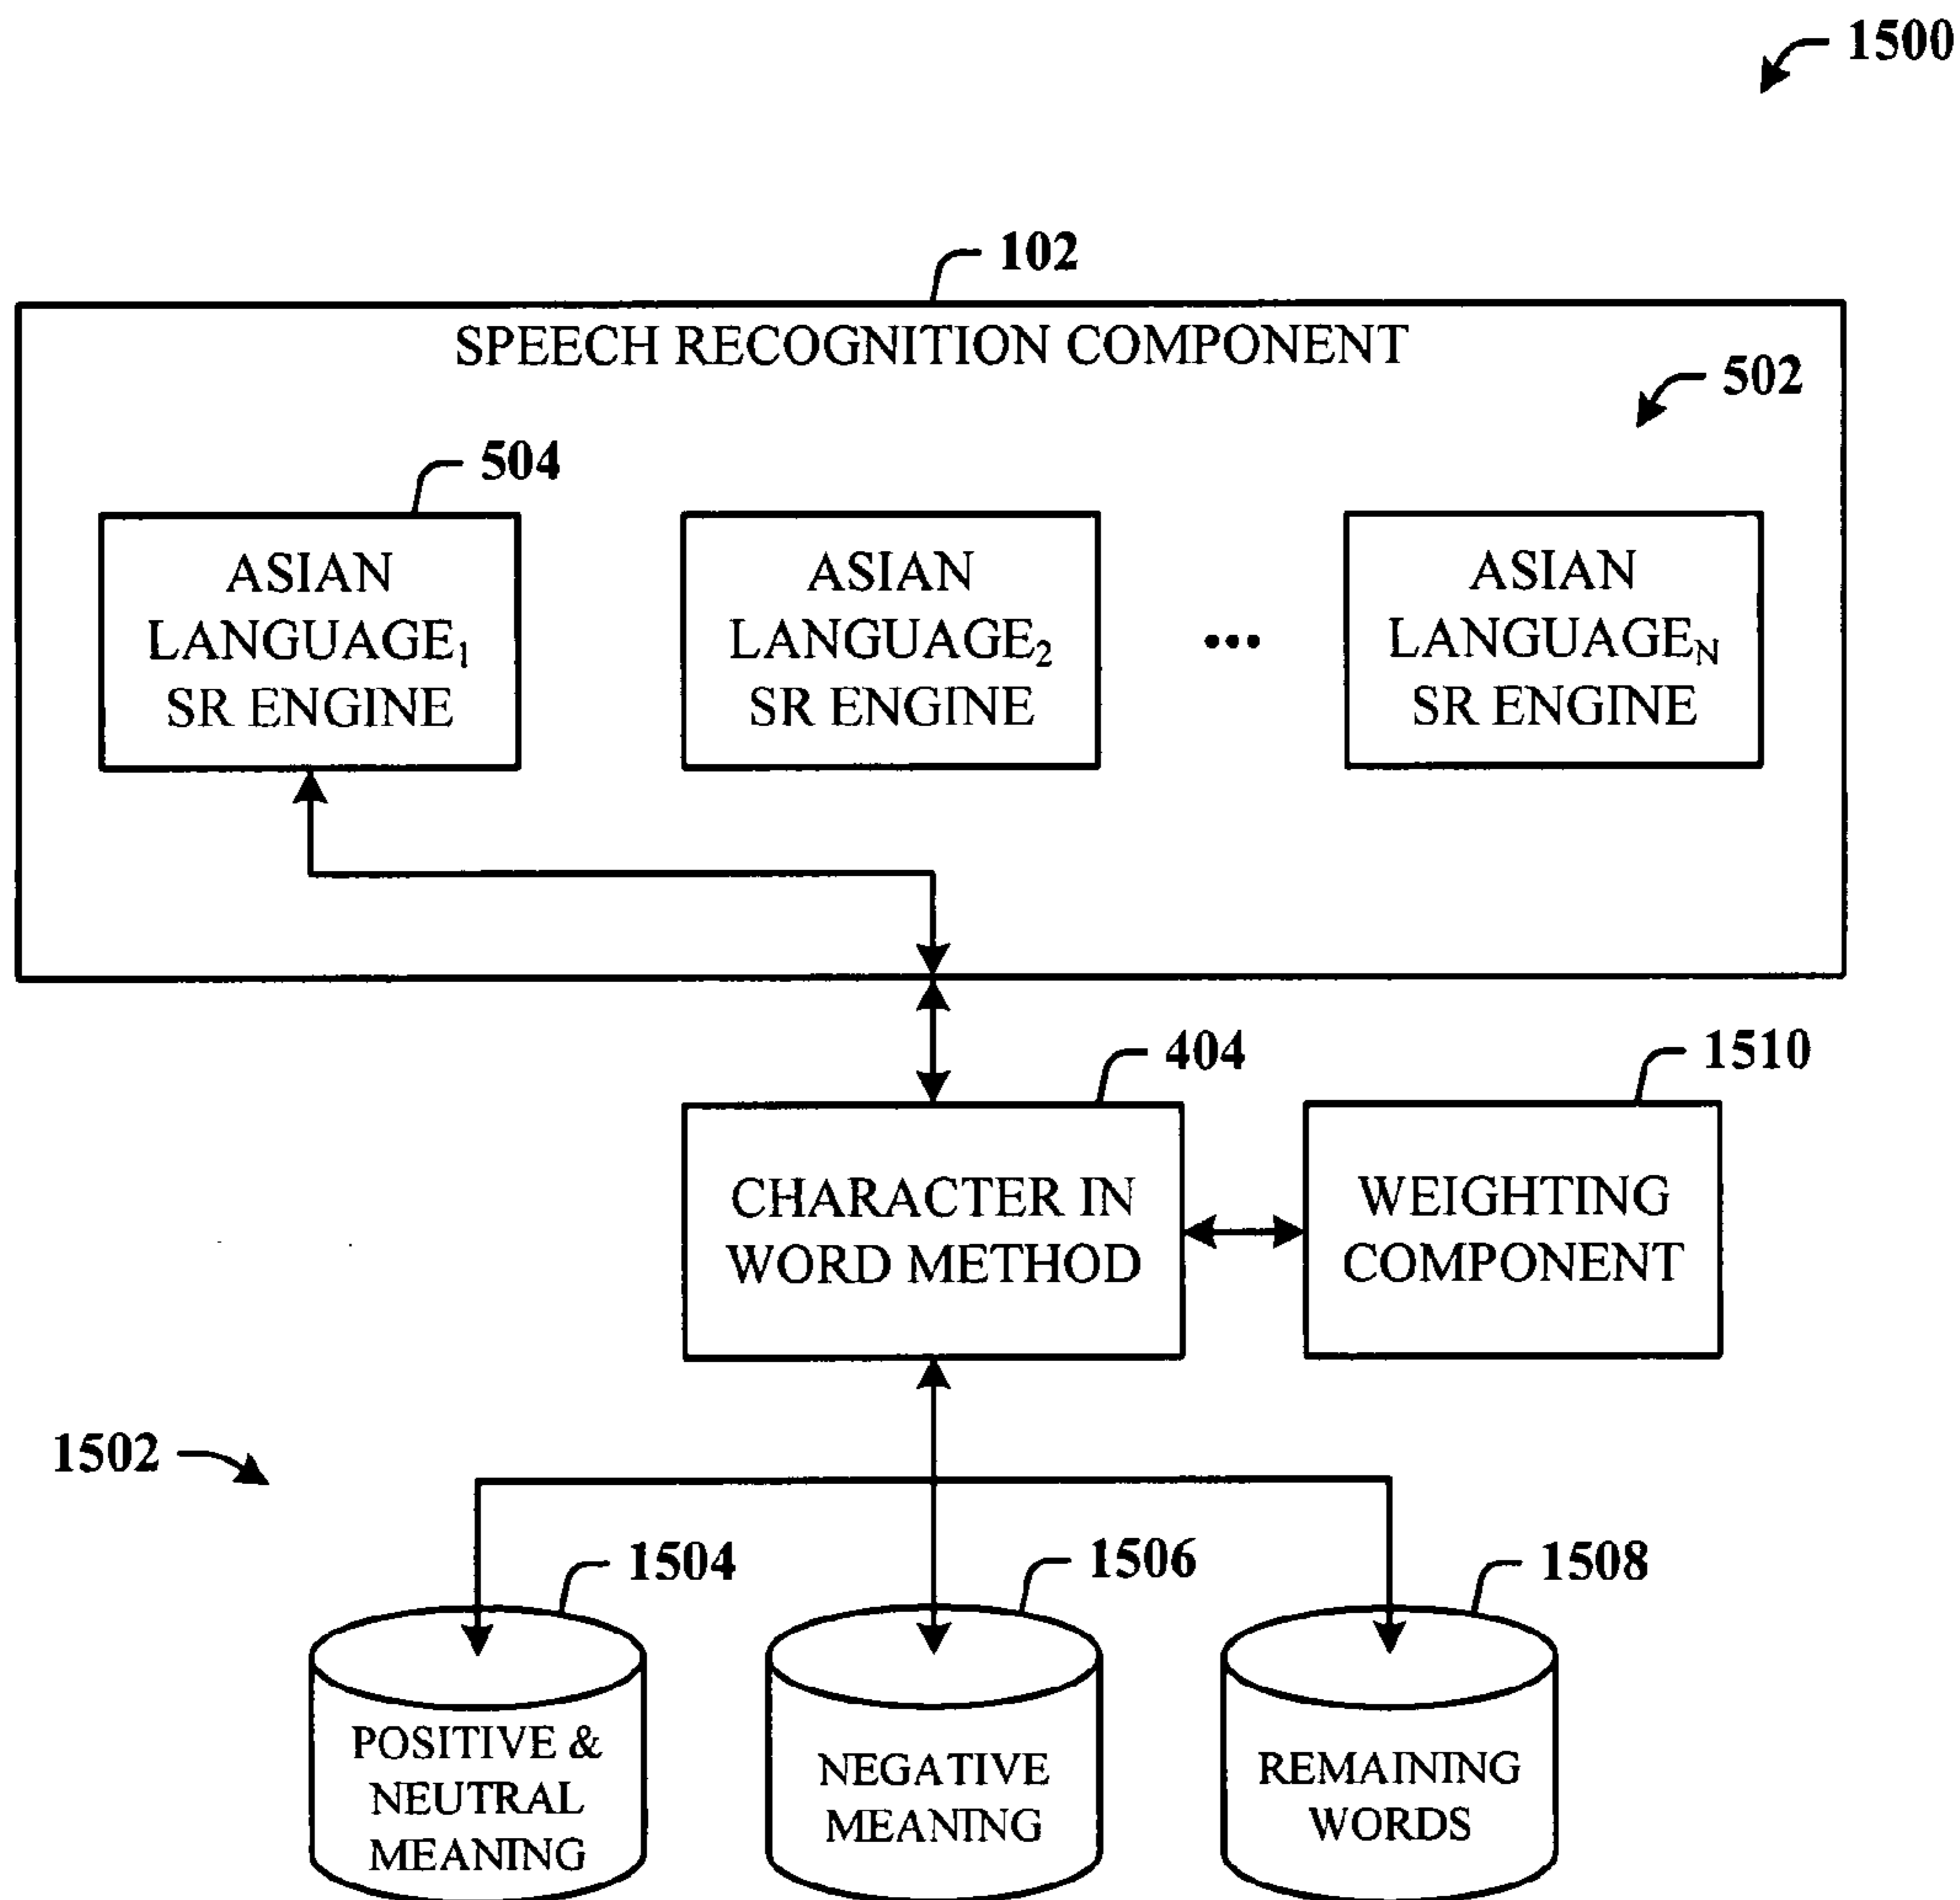 1500
102
SPEECH RECOGNITION COMPONENT
502
504
ASIAN
LANGUAGE₁
SR ENGINE
ASIAN
LANGUAGE₂
SR ENGINE
...
ASIAN
LANGUAGE_N
SR ENGINE
404
1510
CHARACTER IN
WORD METHOD
WEIGHTING
COMPONENT
1502
1504
1506
1508
POSITIVE &
NEUTRAL
MEANING
NEGATIVE
MEANING
REMAINING
WORDS